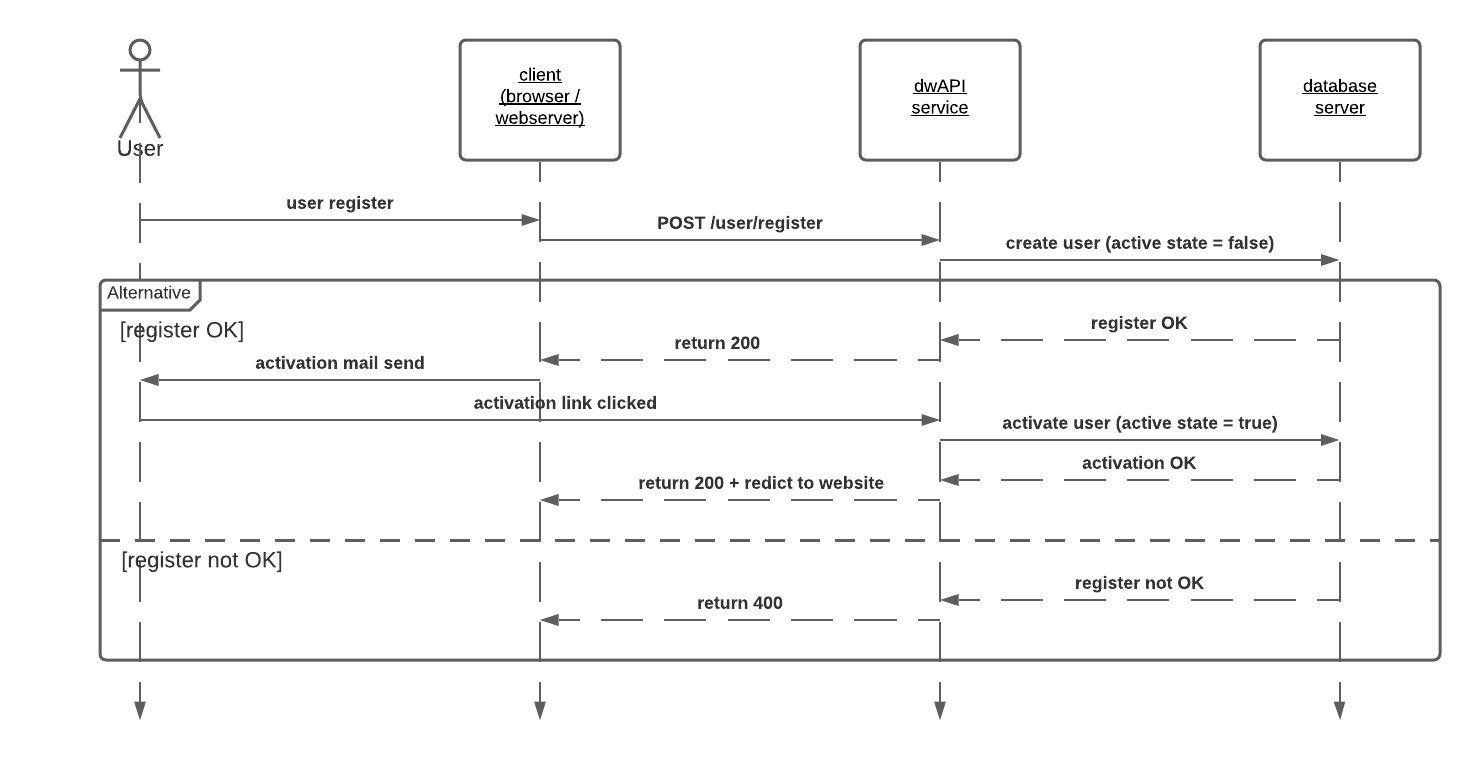 client
(browser /
webserver)
dwAPI
service
database
server
User
user register
POST /user/register
create user (active state = false)
Alternative
[register OK]
register OK
return 200
activation mail send
activation link clicked
activate user (active state = true)
activation OK
return 200 + redict to website
[register not OK]
register not OK
return 400